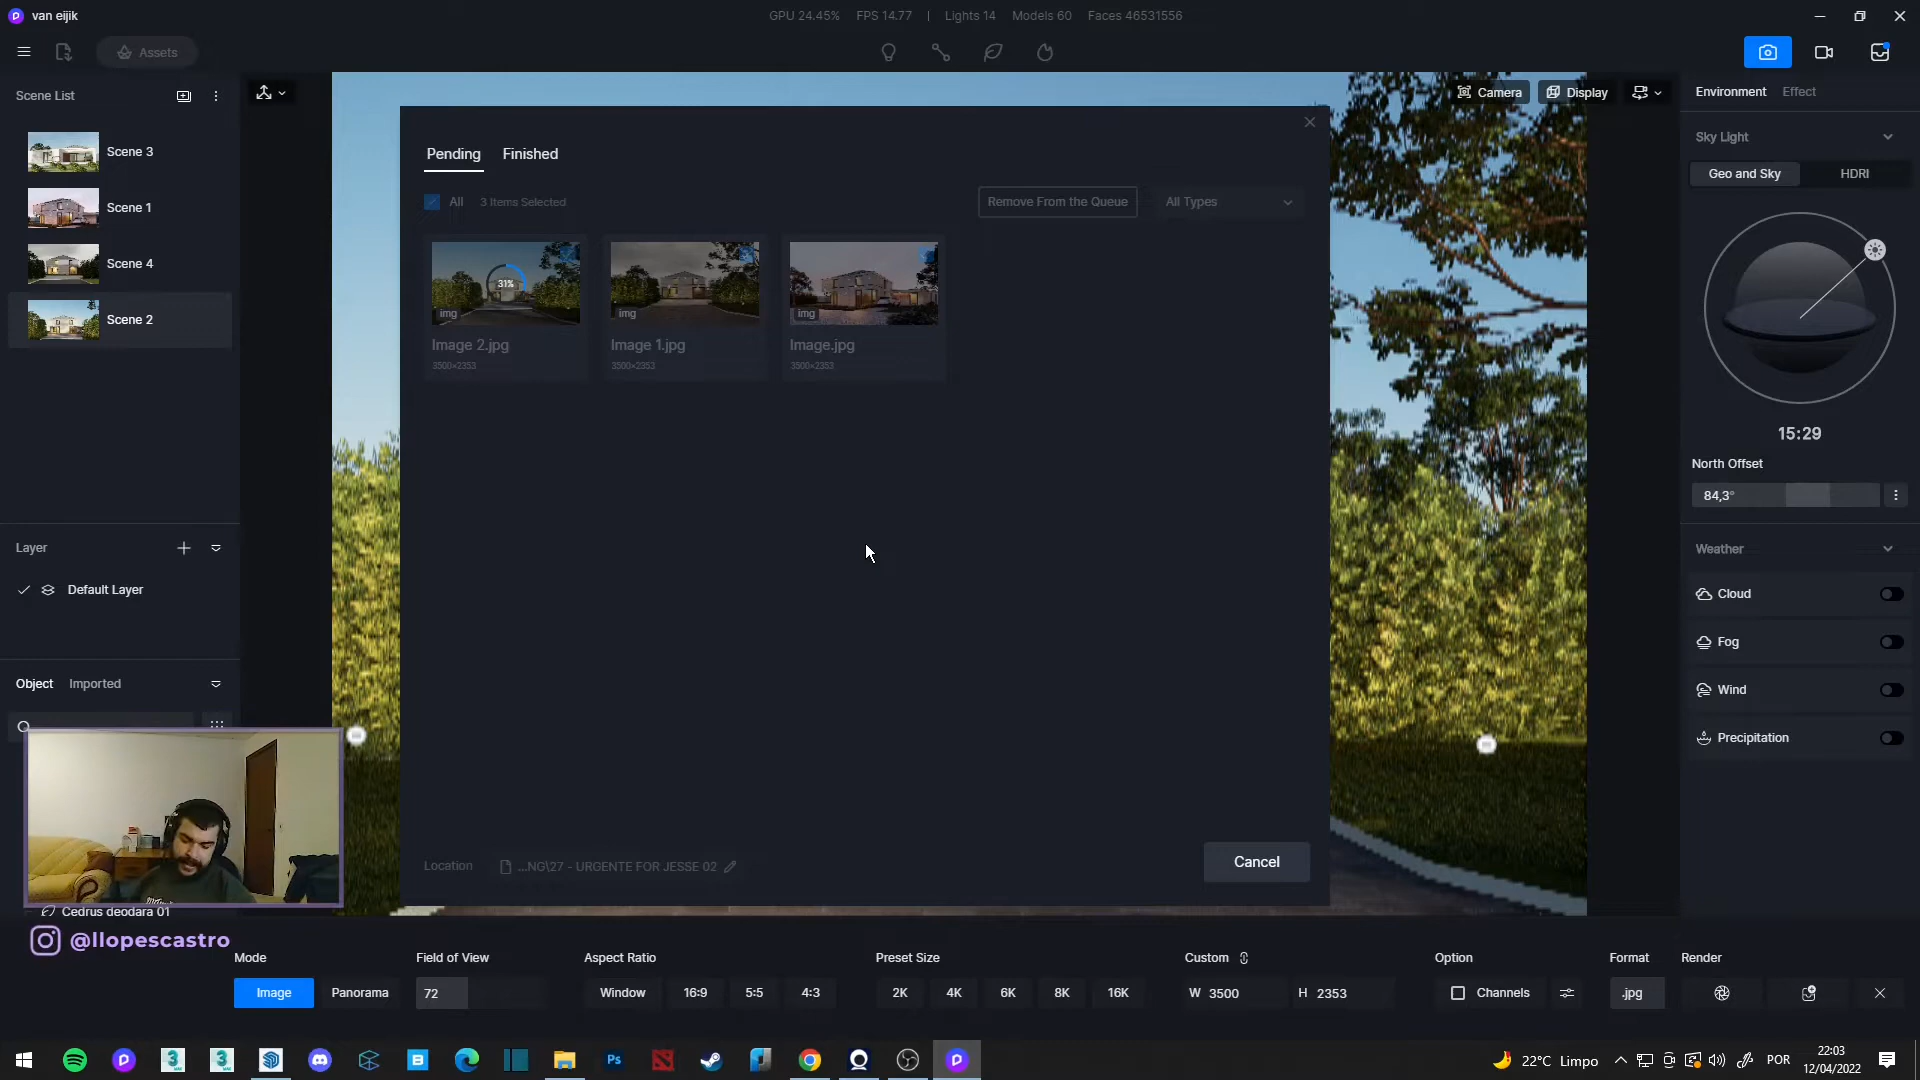 van eijik
GPU 24.45% FPS 14.77 | Lights 14 Models 60 Faces 46531556
Assets
Scene List
Scene 3
Scene 1
Scene 4
Scene 2
Layer
Default Layer
Object Imported
Cedrus deodara 01
@llopescastro
Camera Display
Pending Finished
All 3 Items Selected
Remove From the Queue All Types
31%
img img img
Image 2.jpg Image 1.jpg Image.jpg
3500×2353 3500×2353 3500×2353
Location ...NG\27 - URGENTE FOR JESSE 02
Cancel
Environment Effect
Sky Light
Geo and Sky HDRI
15:29
North Offset
84,3°
Weather
Cloud
Fog
Wind
Precipitation
Mode Field of View Aspect Ratio Preset Size Custom Option Format Render
Image Panorama 72 Window 16:9 5:5 4:3 2K 4K 6K 8K 16K W 3500 H 2353 Channels .jpg
Ps
22°C Limpo POR 22:03
12/04/2022